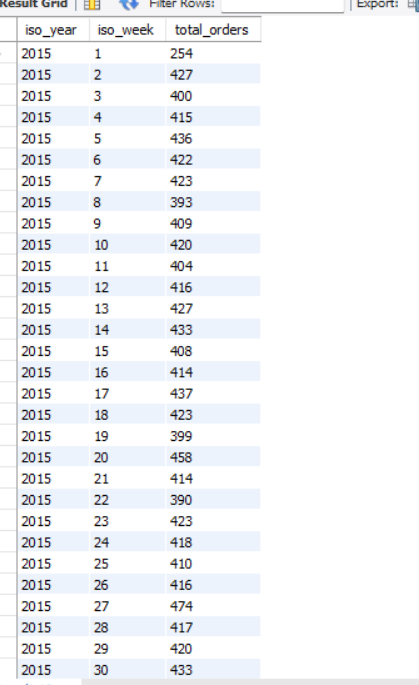 Result Grid Filter Rows: Export:
iso_year iso_week total_orders
2015 1 254
2015 2 427
2015 3 400
2015 4 415
2015 5 436
2015 6 422
2015 7 423
2015 8 393
2015 9 409
2015 10 420
2015 11 404
2015 12 416
2015 13 427
2015 14 433
2015 15 408
2015 16 414
2015 17 437
2015 18 423
2015 19 399
2015 20 458
2015 21 414
2015 22 390
2015 23 423
2015 24 418
2015 25 410
2015 26 416
2015 27 474
2015 28 417
2015 29 420
2015 30 433